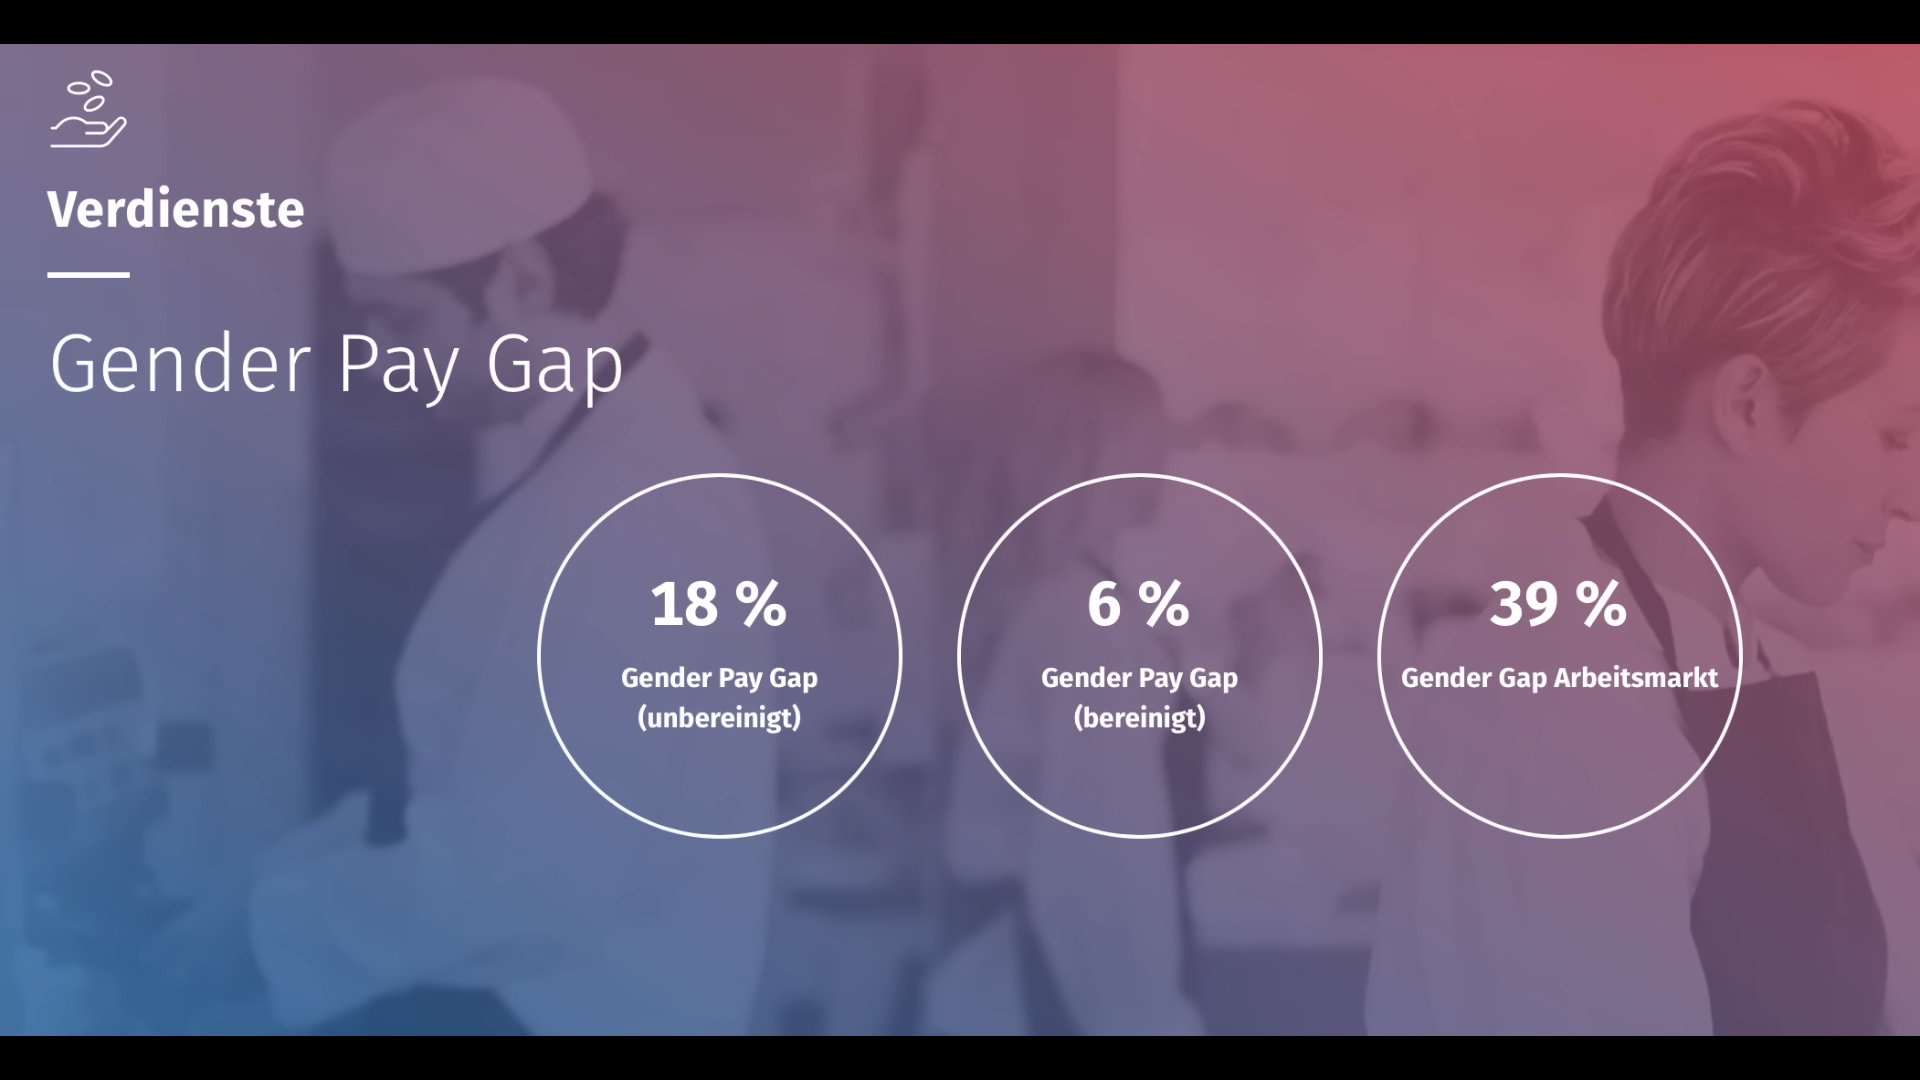 Verdienste
Gender Pay Gap
18 %
Gender Pay Gap
(unbereinigt)
6 %
Gender Pay Gap
(bereinigt)
39 %
Gender Gap Arbeitsmarkt